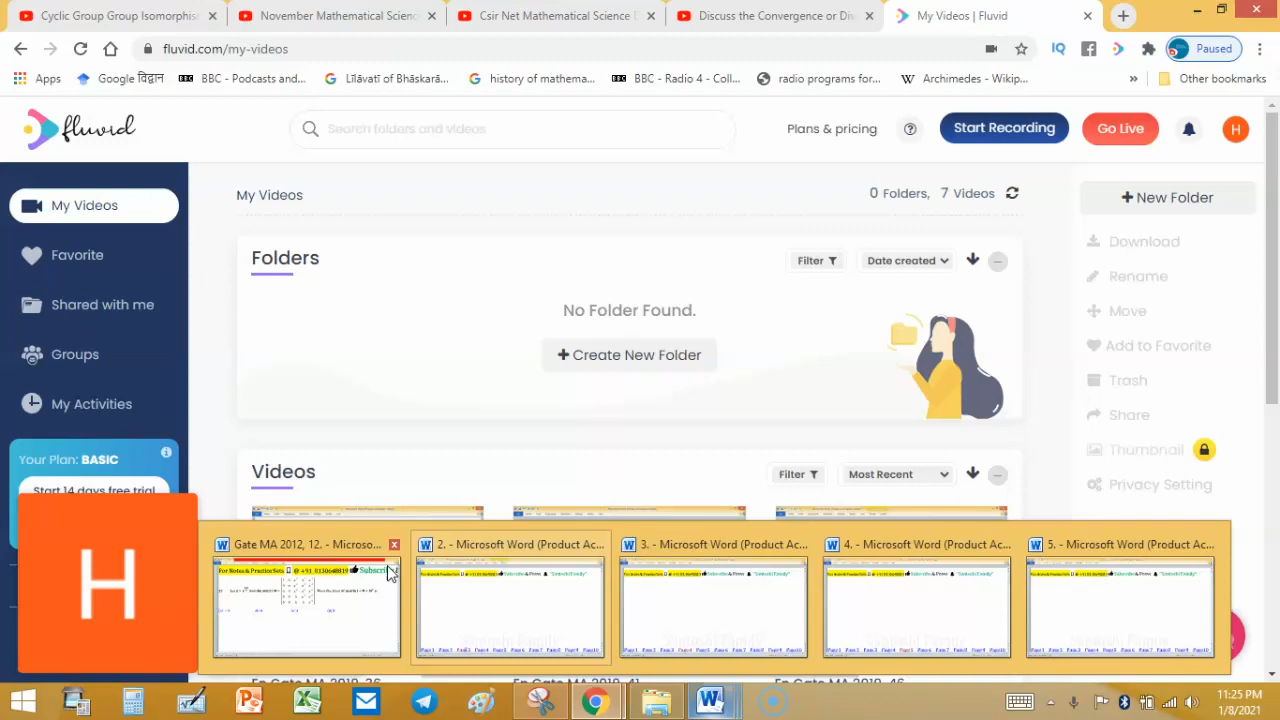 Cyclic Group Group Isomorphis
November Mathematical Scienc
Csir Net Mathematical Science D
Discuss the Convergence or Div
My Videos | Fluvid
fluvid.com/my-videos
IQ
Paused
Apps
Google विद्वान
BBC - Podcasts and...
Līlāvatī of Bhāskarā...
history of mathema...
BBC - Radio 4 - Coll...
radio programs for...
Archimedes - Wikip...
»
Other bookmarks
fluvid
Search folders and videos
Plans & pricing
Start Recording
Go Live
H
My Videos
Favorite
Shared with me
Groups
My Activities
Your Plan: BASIC
Start 14 days free trial
My Videos
0 Folders, 7 Videos
Folders
Filter
Date created
No Folder Found.
Create New Folder
Videos
Filter
Most Recent
New Folder
Download
Rename
Move
Add to Favorite
Trash
Share
Thumbnail
Privacy Setting
H
Gate MA 2012, 12. - Microso...
2. - Microsoft Word (Product Ac...
3. - Microsoft Word (Product Ac...
4. - Microsoft Word (Product Ac...
5. - Microsoft Word (Product Ac...
11:25 PM
1/8/2021